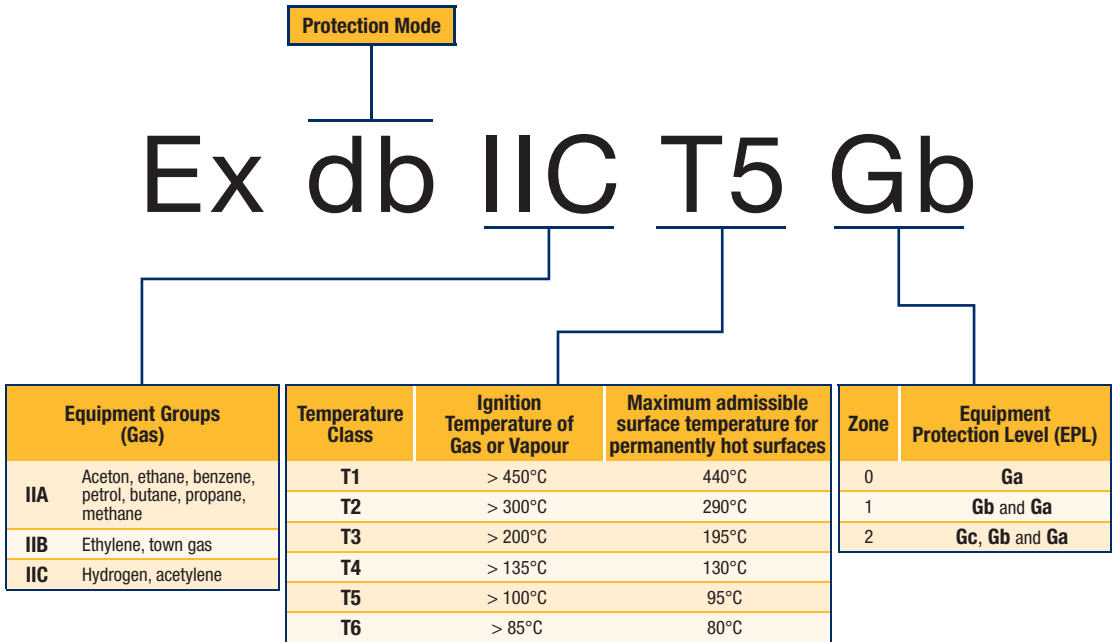 Protection Mode
Ex db IIC T5 Gb
Equipment Groups
(Gas)
IIA Aceton, ethane, benzene,
petrol, butane, propane,
methane
IIB Ethylene, town gas
IIC Hydrogen, acetylene
Temperature
Class
Ignition
Temperature of
Gas or Vapour
Maximum admissible
surface temperature for
permanently hot surfaces
T1 > 450°C 440°C
T2 > 300°C 290°C
T3 > 200°C 195°C
T4 > 135°C 130°C
T5 > 100°C 95°C
T6 > 85°C 80°C
Zone
Equipment
Protection Level (EPL)
0 Ga
1 Gb and Ga
2 Gc, Gb and Ga